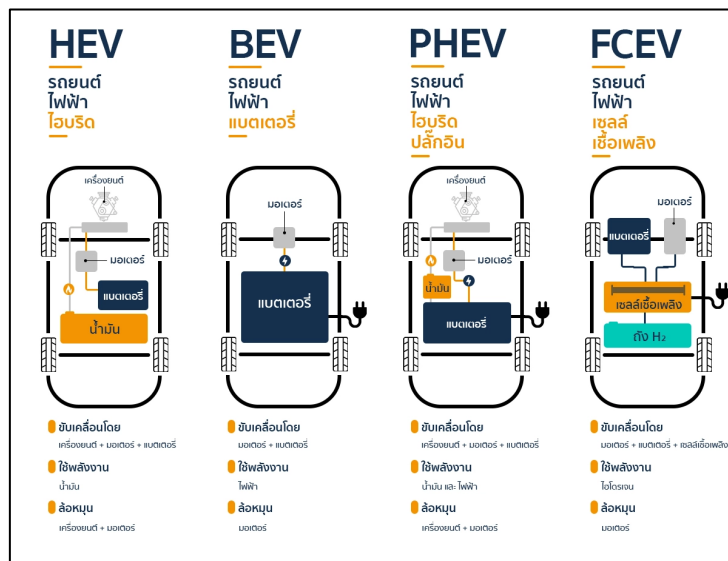 HEV
รถยนต์
ไฟฟ้า
ไฮบริด
เครื่องยนต์
มอเตอร์
แบตเตอรี่
น้ำมัน
ขับเคลื่อนโดย
เครื่องยนต์ + มอเตอร์ + แบตเตอรี่
ใช้พลังงาน
น้ำมัน
ล้อหมุน
เครื่องยนต์ + มอเตอร์
BEV
รถยนต์
ไฟฟ้า
แบตเตอรี่
มอเตอร์
แบตเตอรี่
ขับเคลื่อนโดย
มอเตอร์ + แบตเตอรี่
ใช้พลังงาน
ไฟฟ้า
ล้อหมุน
มอเตอร์
PHEV
รถยนต์
ไฟฟ้า
ไฮบริด
ปลั๊กอิน
เครื่องยนต์
มอเตอร์
น้ำมัน
แบตเตอรี่
ขับเคลื่อนโดย
เครื่องยนต์ + มอเตอร์ + แบตเตอรี่
ใช้พลังงาน
น้ำมัน และ ไฟฟ้า
ล้อหมุน
เครื่องยนต์ + มอเตอร์
FCEV
รถยนต์
ไฟฟ้า
เซลล์
เชื้อเพลิง
แบตเตอรี่
มอเตอร์
เซลล์เชื้อเพลิง
ถัง H₂
ขับเคลื่อนโดย
มอเตอร์ + แบตเตอรี่ + เซลล์เชื้อเพลิง
ใช้พลังงาน
ไฮโดรเจน
ล้อหมุน
มอเตอร์